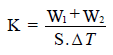 K = W₁ + W₂
S.ΔT